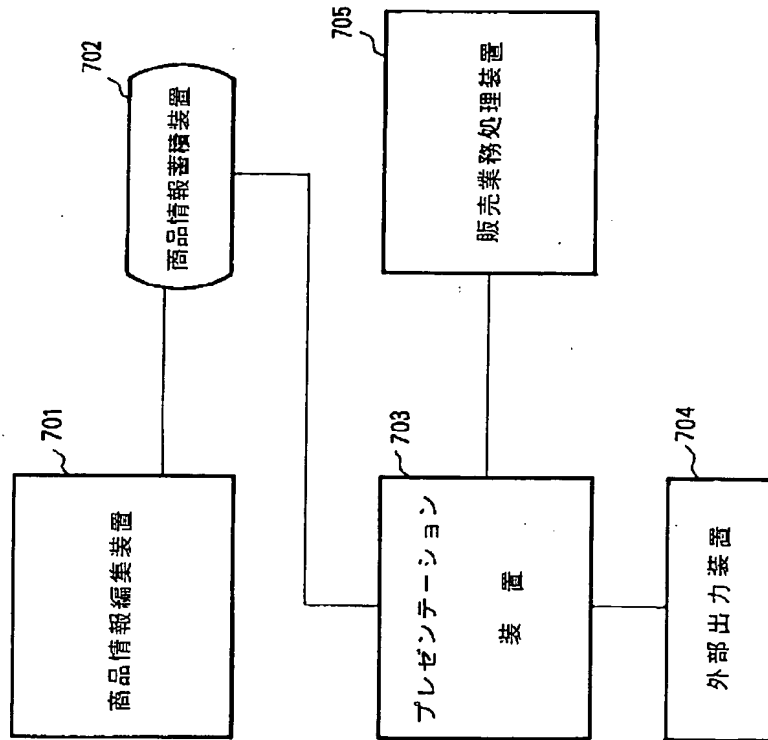 701
商品情報編集装置
702
商品情報蓄積装置
703
プレゼンテーション
装置
705
販売業務処理装置
704
外部出力装置